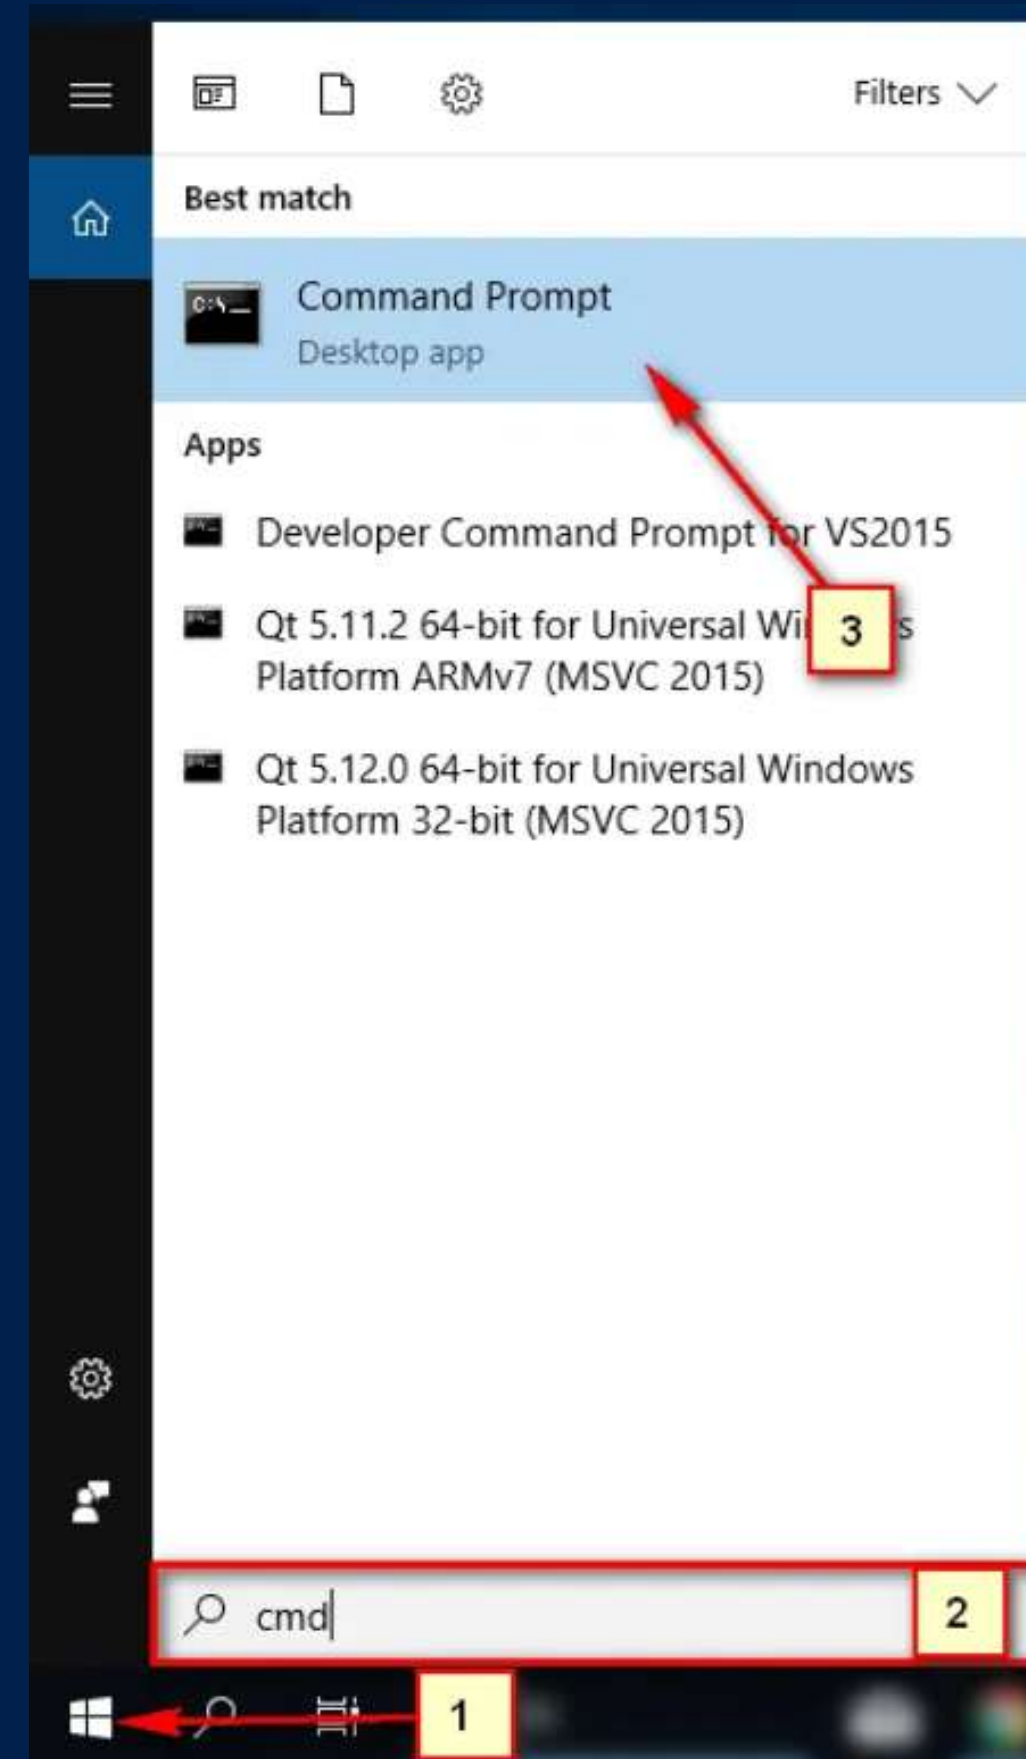 Filters
Best match
Command Prompt
Desktop app
Apps
Developer Command Prompt for VS2015
Qt 5.11.2 64-bit for Universal Wi s
3
Platform ARMv7 (MSVC 2015)
Qt 5.12.0 64-bit for Universal Windows
Platform 32-bit (MSVC 2015)
cmd
2
1